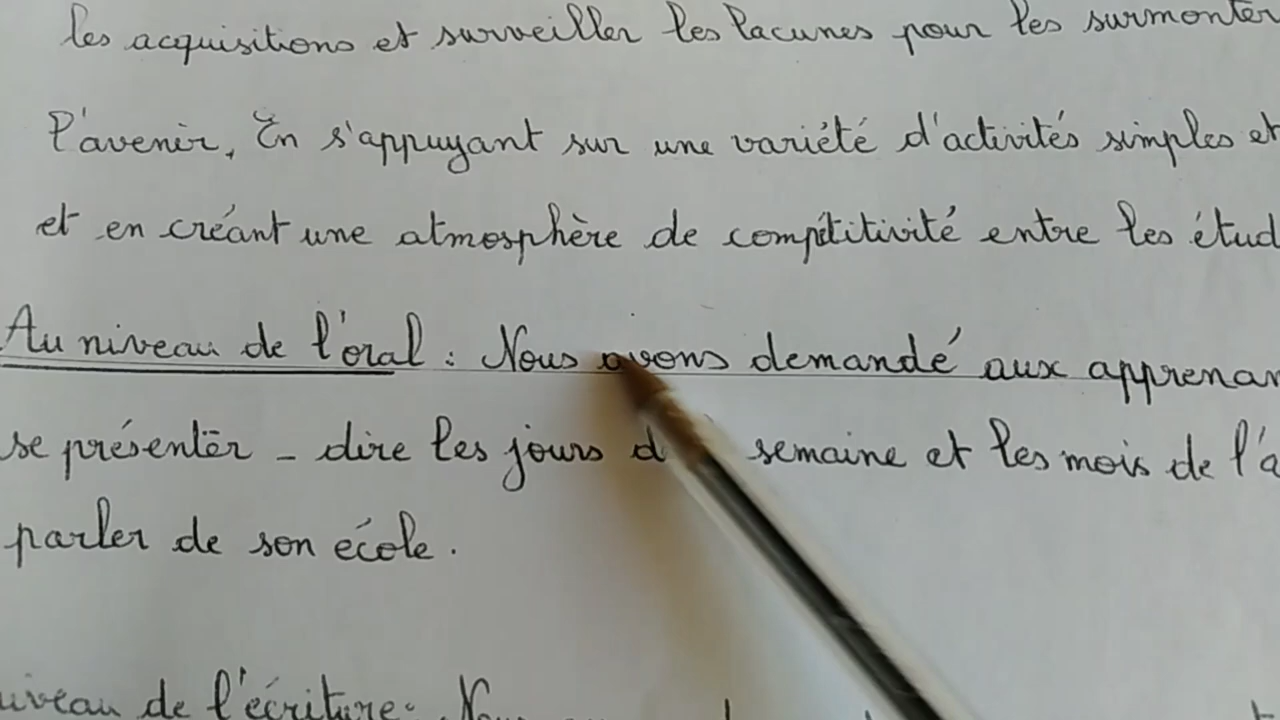 les acquisitions et surveiller les lacunes pour les surmonter
l'avenir, En s'appuyant sur une variété d'activités simples et
et en créant une atmosphère de compétitivité entre les étud
Au niveau de l'oral : Nous avons demandé aux apprenan
se présenter - dire les jours d semaine et les mois de l'a
parler de son école.
niveau de l'écriture: